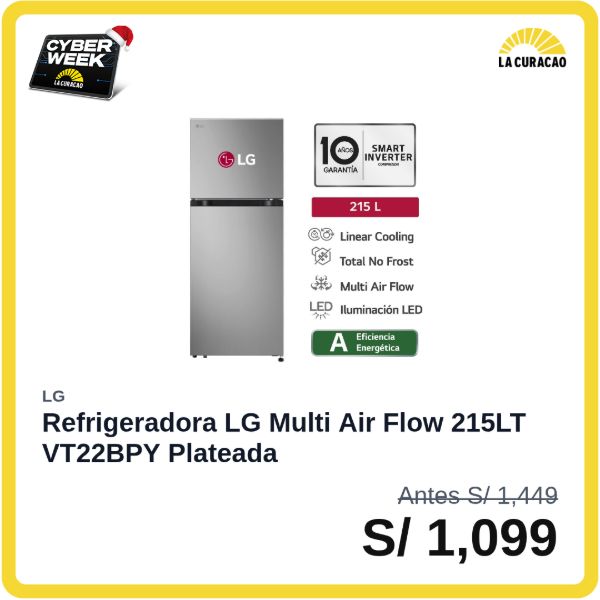 CYBER
WEEK
LA CURACAO
LA CURACAO
LG
10 AÑOS
GARANTÍA
SMART
INVERTER
COMPRESSOR
215 L
Linear Cooling
Total No Frost
Multi Air Flow
LED Iluminación LED
A Eficiencia
Energética
LG
Refrigeradora LG Multi Air Flow 215LT
VT22BPY Plateada
Antes S/ 1,449
S/ 1,099